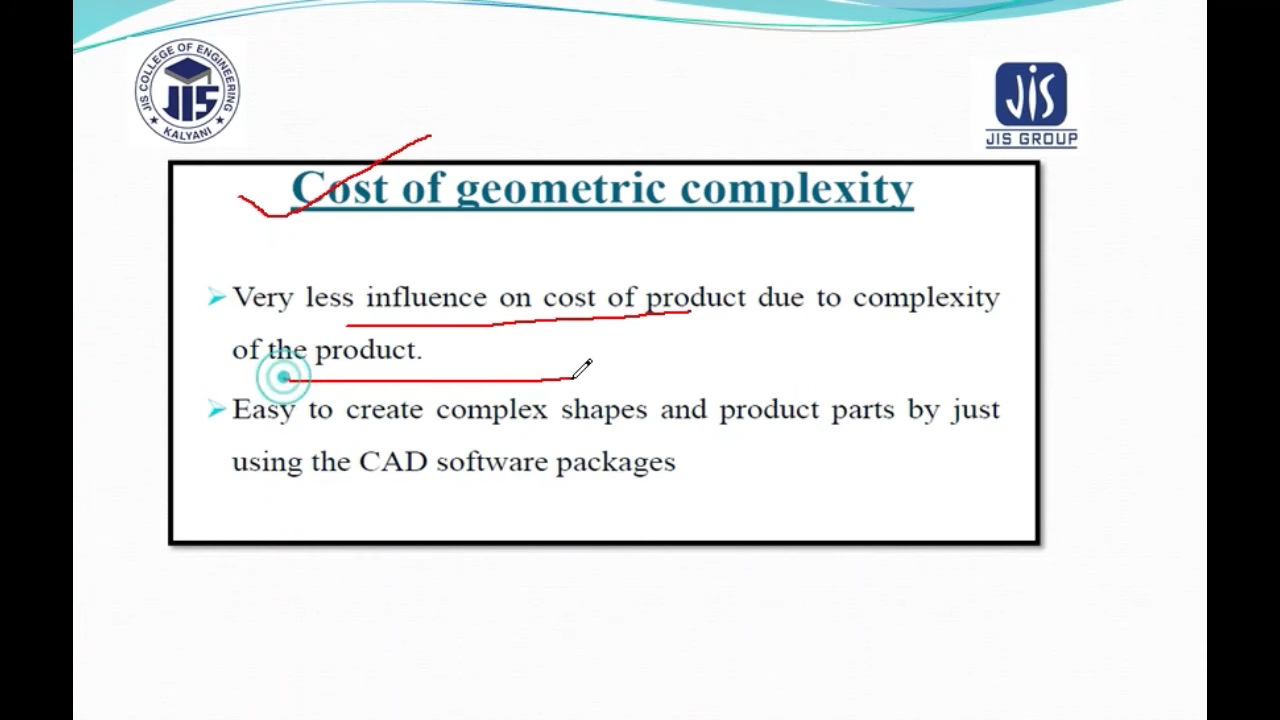 JIS COLLEGE OF ENGINEERING
JIS
KALYANI
JIS
JIS GROUP
Cost of geometric complexity
Very less influence on cost of product due to complexity
of the product.
Easy to create complex shapes and product parts by just
using the CAD software packages